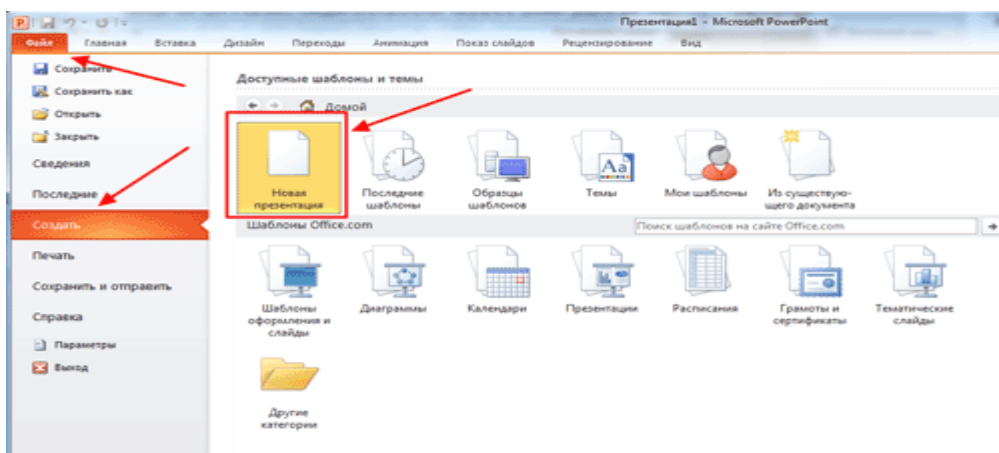 Презентация1 - Microsoft PowerPoint
Файл Главная Вставка Дизайн Переходы Анимация Показ слайдов Рецензирование Вид
Сохранить
Сохранить как
Открыть
Закрыть
Сведения
Последние
Создать
Печать
Сохранить и отправить
Справка
Параметры
Выход
Доступные шаблоны и темы
Домой
Новая
презентация
Последние
шаблоны
Образцы
шаблонов
Темы
Мои шаблоны
Из существую-
щего документа
Шаблоны Office.com
Поиск шаблонов на сайте Office.com
Шаблоны
оформления и
слайды
Диаграммы
Календари
Презентации
Расписания
Грамоты и
сертификаты
Тематические
слайды
Другие
категории